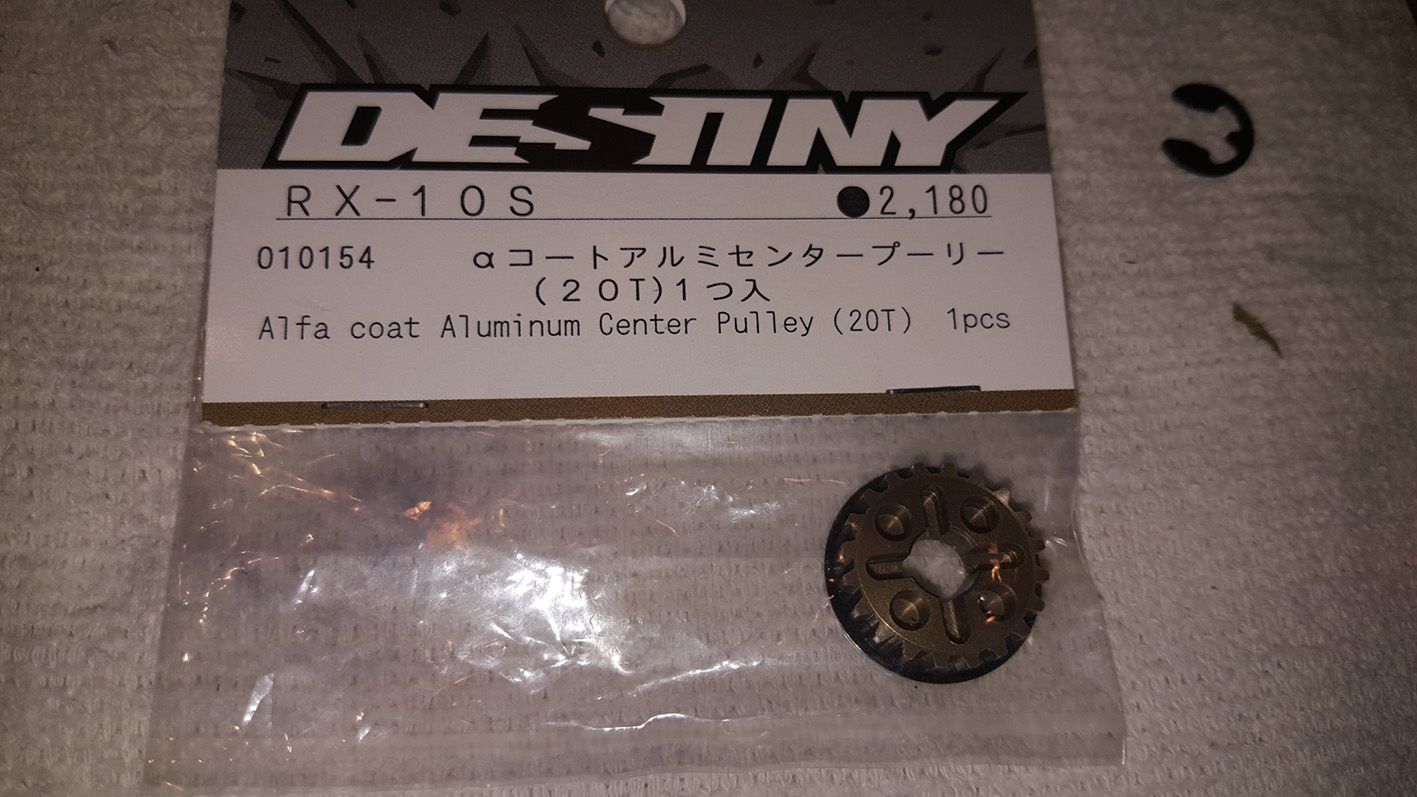 DESTINY
RX-10S ●2,180
010154 αコートアルミセンタープーリー
(20T)1つ入
Alfa coat Aluminum Center Pulley (20T) 1pcs